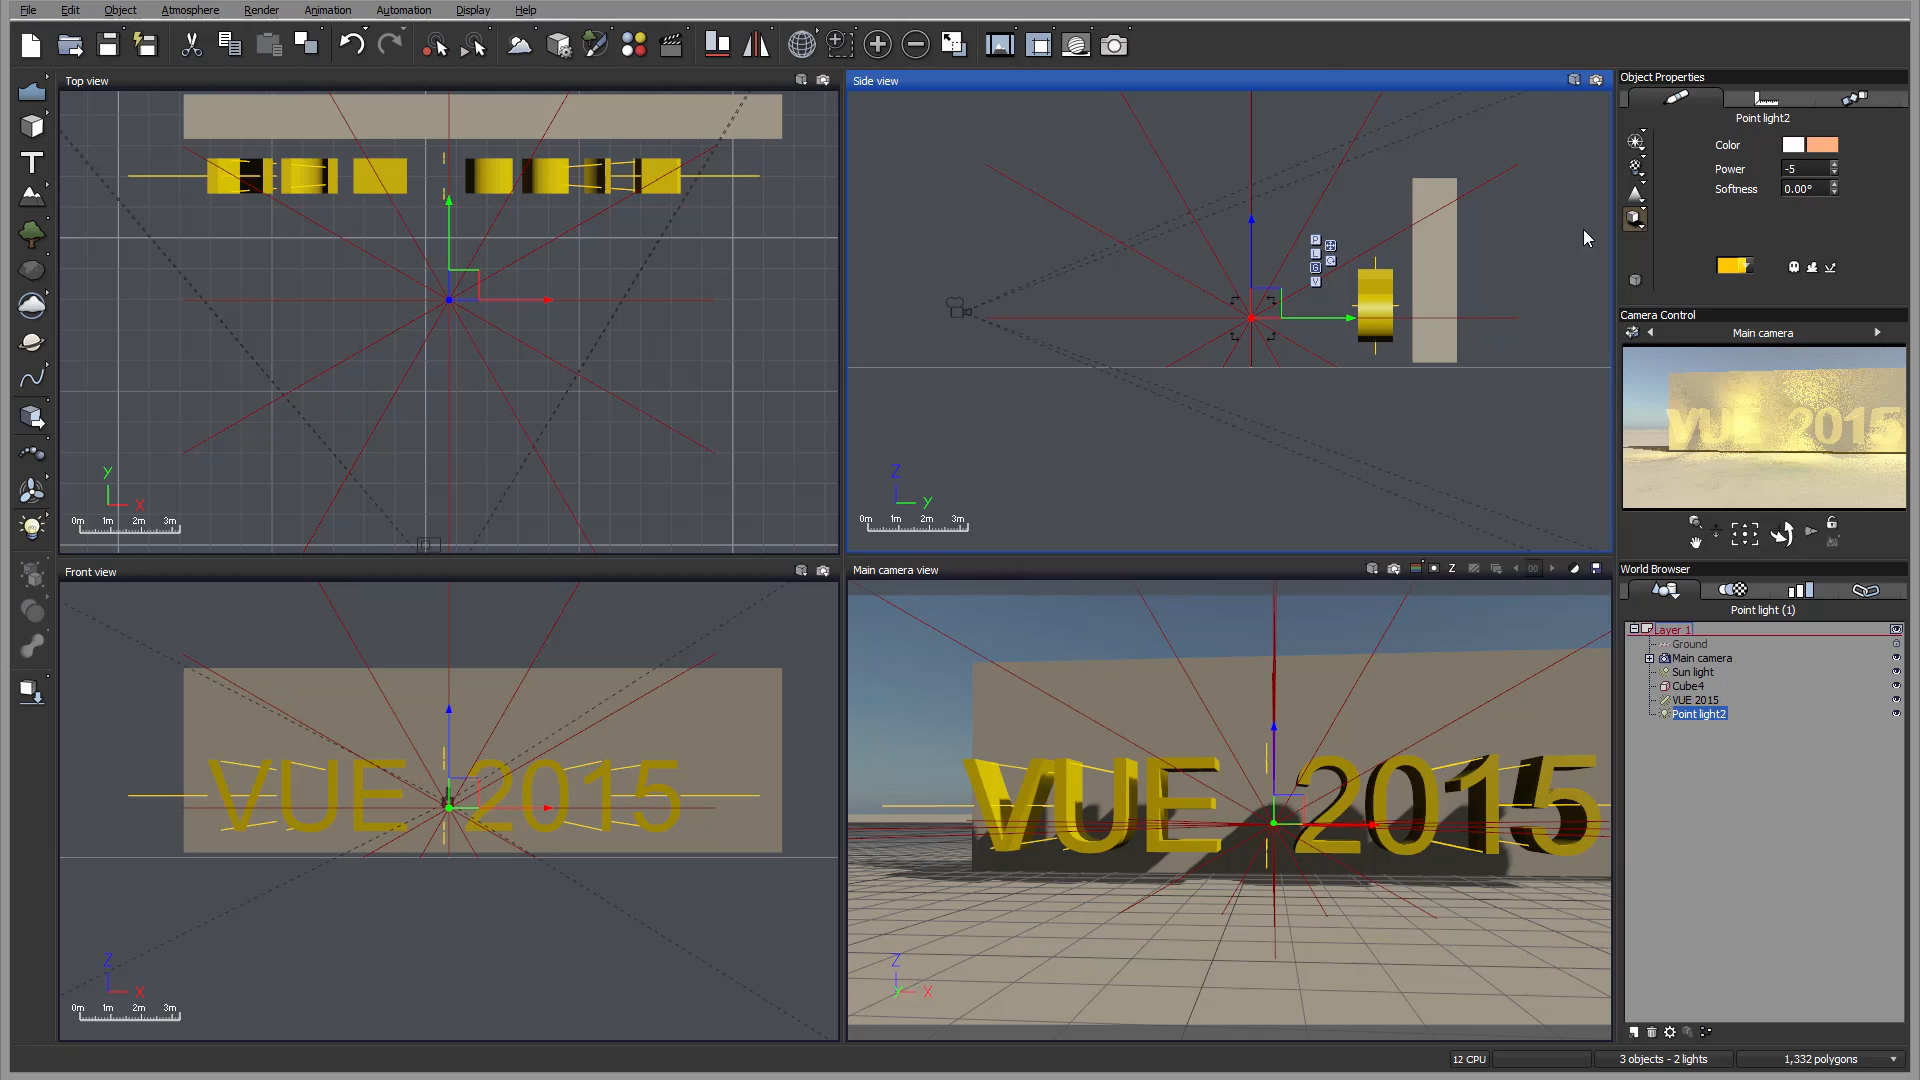 File Edit Object Atmosphere Render Animation Automation Display Help
Top view
Side view
Object Properties
Point light2
Color
Power -5
Softness 0.00°
P
L
G
V
Y
X
0m 1m 2m 3m
Z
Y
0m 1m 2m 3m
Camera Control
Main camera
VUE 2015
World Browser
Point light (1)
Layer 1
Ground
Main camera
Sun light
Cube4
VUE 2015
Point light2
Front view
VUE 2015
Z
X
0m 1m 2m 3m
Main camera view
Z 00
VUE 2015
Z
Y X
12 CPU 3 objects - 2 lights 1,332 polygons